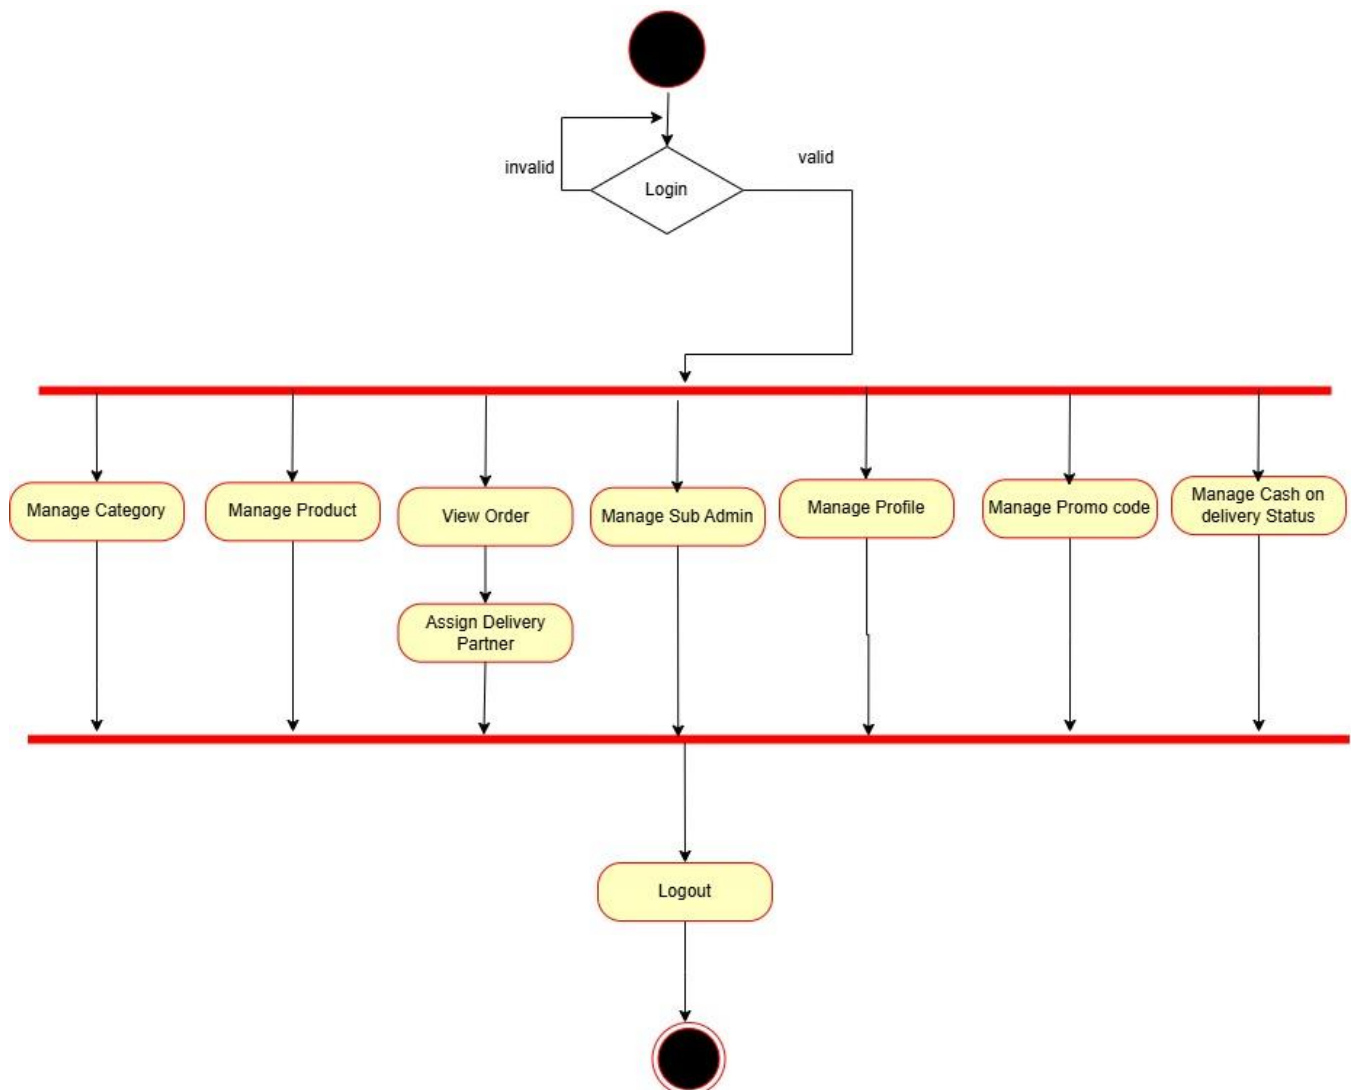 invalid
valid
Login
Manage Category
Manage Product
View Order
Manage Sub Admin
Manage Profile
Manage Promo code
Manage Cash on
delivery Status
Assign Delivery
Partner
Logout